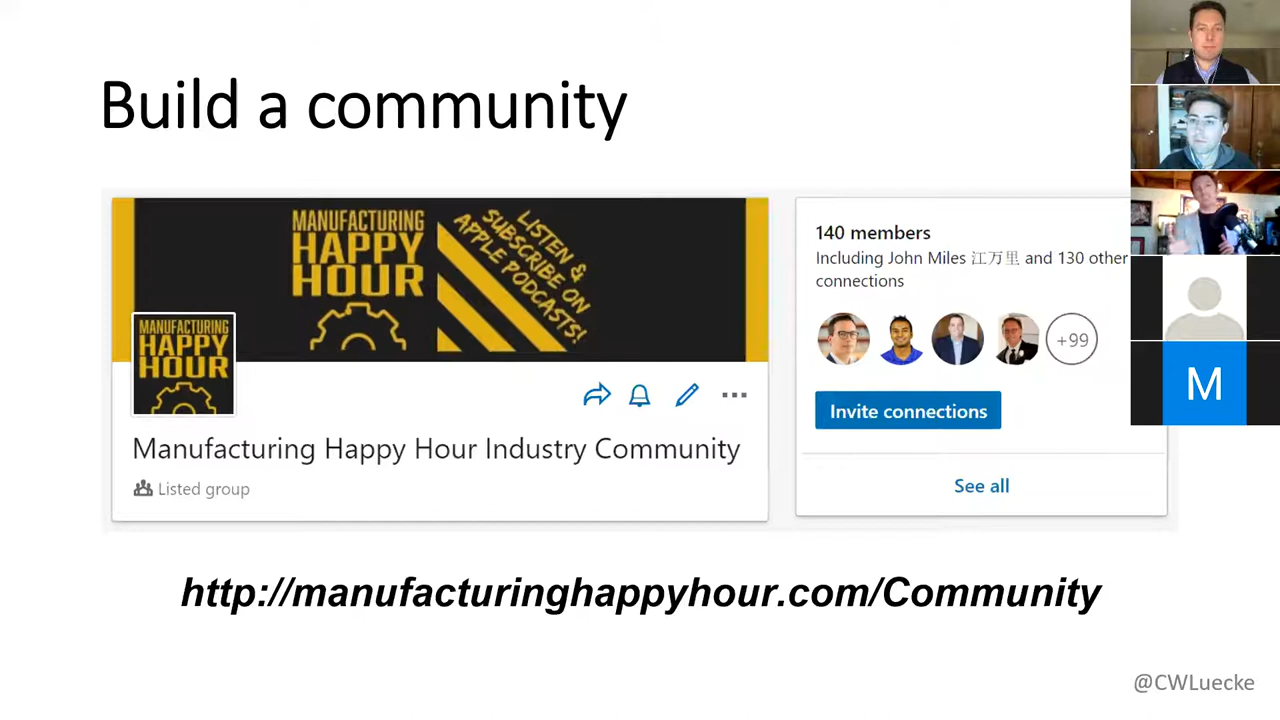 Build a community
MANUFACTURING
HAPPY
HOUR
LISTEN &
SUBSCRIBE ON
APPLE PODCASTS!
MANUFACTURING
HAPPY
HOUR
Manufacturing Happy Hour Industry Community
Listed group
140 members
Including John Miles 江万里 and 130 other
connections
+99
Invite connections
See all
M
http://manufacturinghappyhour.com/Community
@CWLuecke